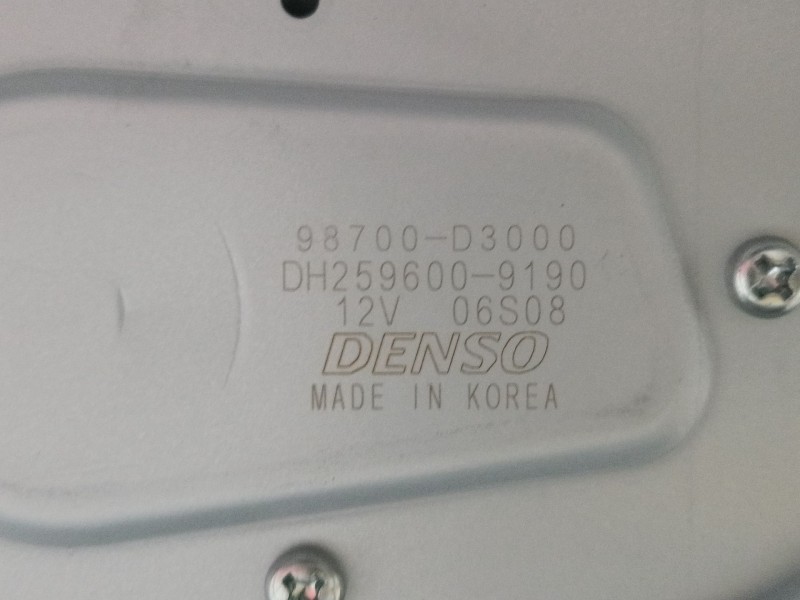 98700-D3000
DH259600-9190
12V 06S08
DENSO
MADE IN KOREA